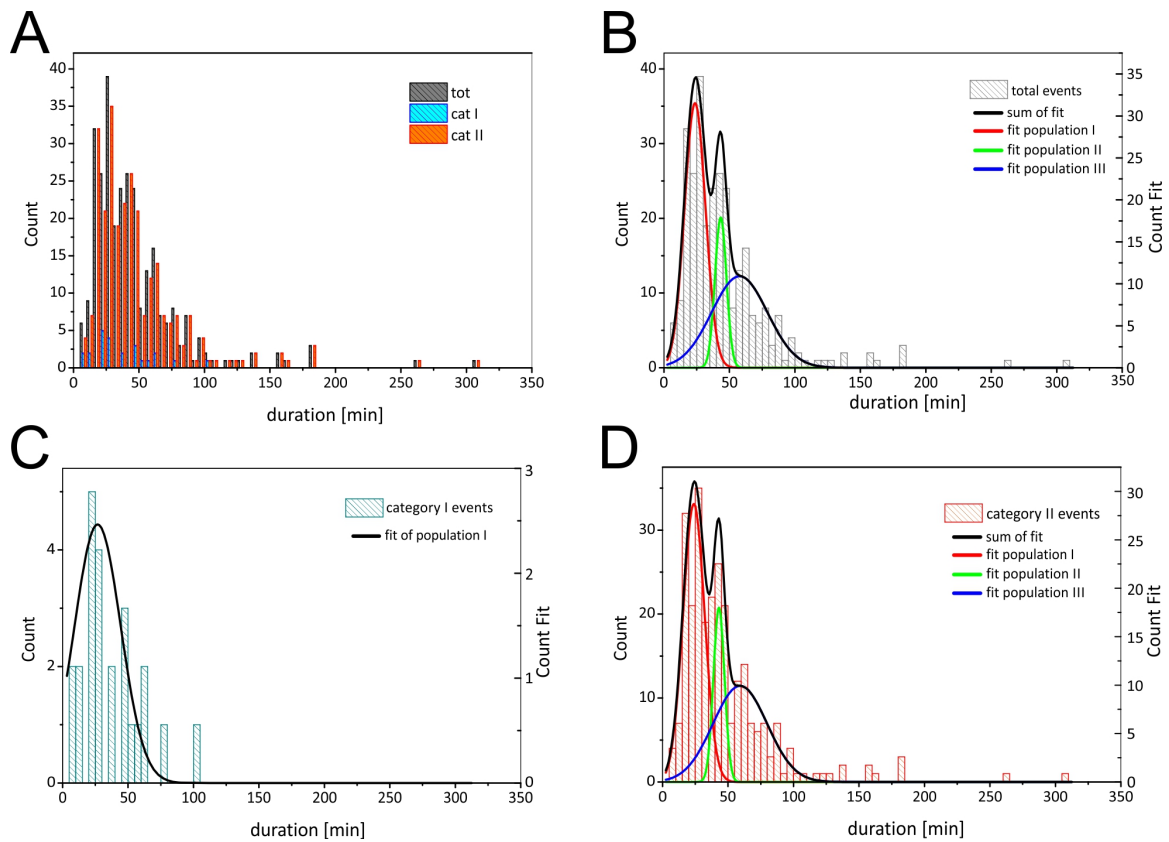 A
Count
40
35
30
25
20
15
10
5
0
0 50 100 150 200 250 300 350
duration [min]
tot
cat I
cat II
B
Count
40
30
20
10
0
0 50 100 150 200 250 300 350
duration [min]
35
30
25
20
15
10
5
0
Count Fit
total events
sum of fit
fit population I
fit population II
fit population III
C
Count
4
2
0
0 50 100 150 200 250 300 350
duration [min]
3
2
1
0
Count Fit
category I events
fit of population I
D
Count
30
20
10
0
0 50 100 150 200 250 300 350
duration [min]
30
25
20
15
10
5
0
Count Fit
category II events
sum of fit
fit population I
fit population II
fit population III